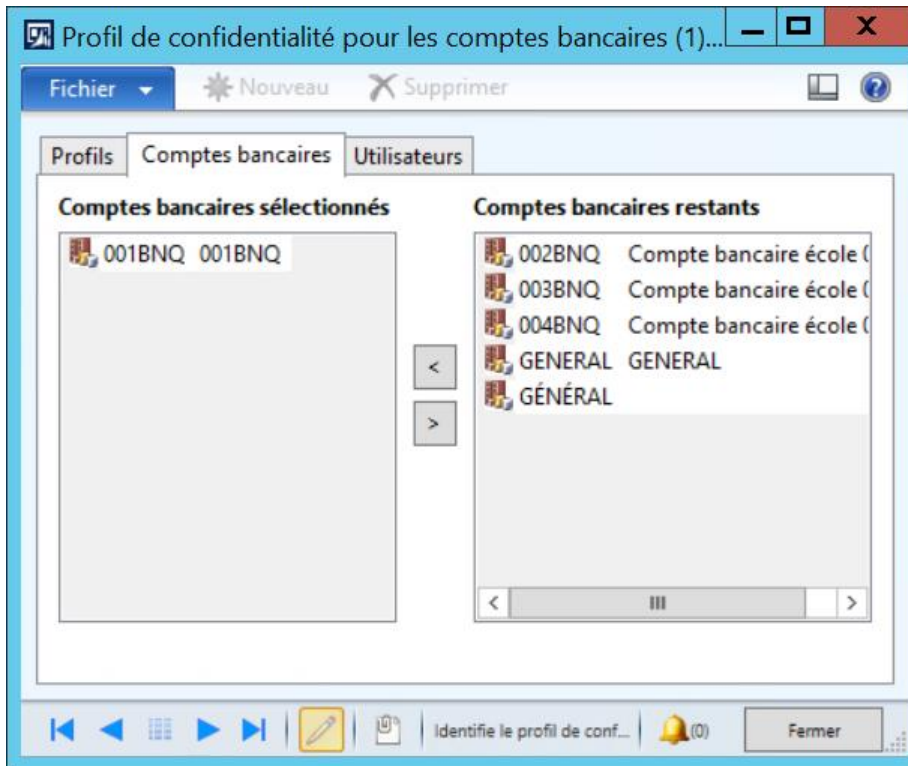 Profil de confidentialité pour les comptes bancaires (1)...
Fichier Nouveau Supprimer
Profils Comptes bancaires Utilisateurs
Comptes bancaires sélectionnés
001BNQ 001BNQ
<
>
Comptes bancaires restants
002BNQ Compte bancaire école (
003BNQ Compte bancaire école (
004BNQ Compte bancaire école (
GENERAL GENERAL
GÉNÉRAL
Identifie le profil de conf... (0) Fermer